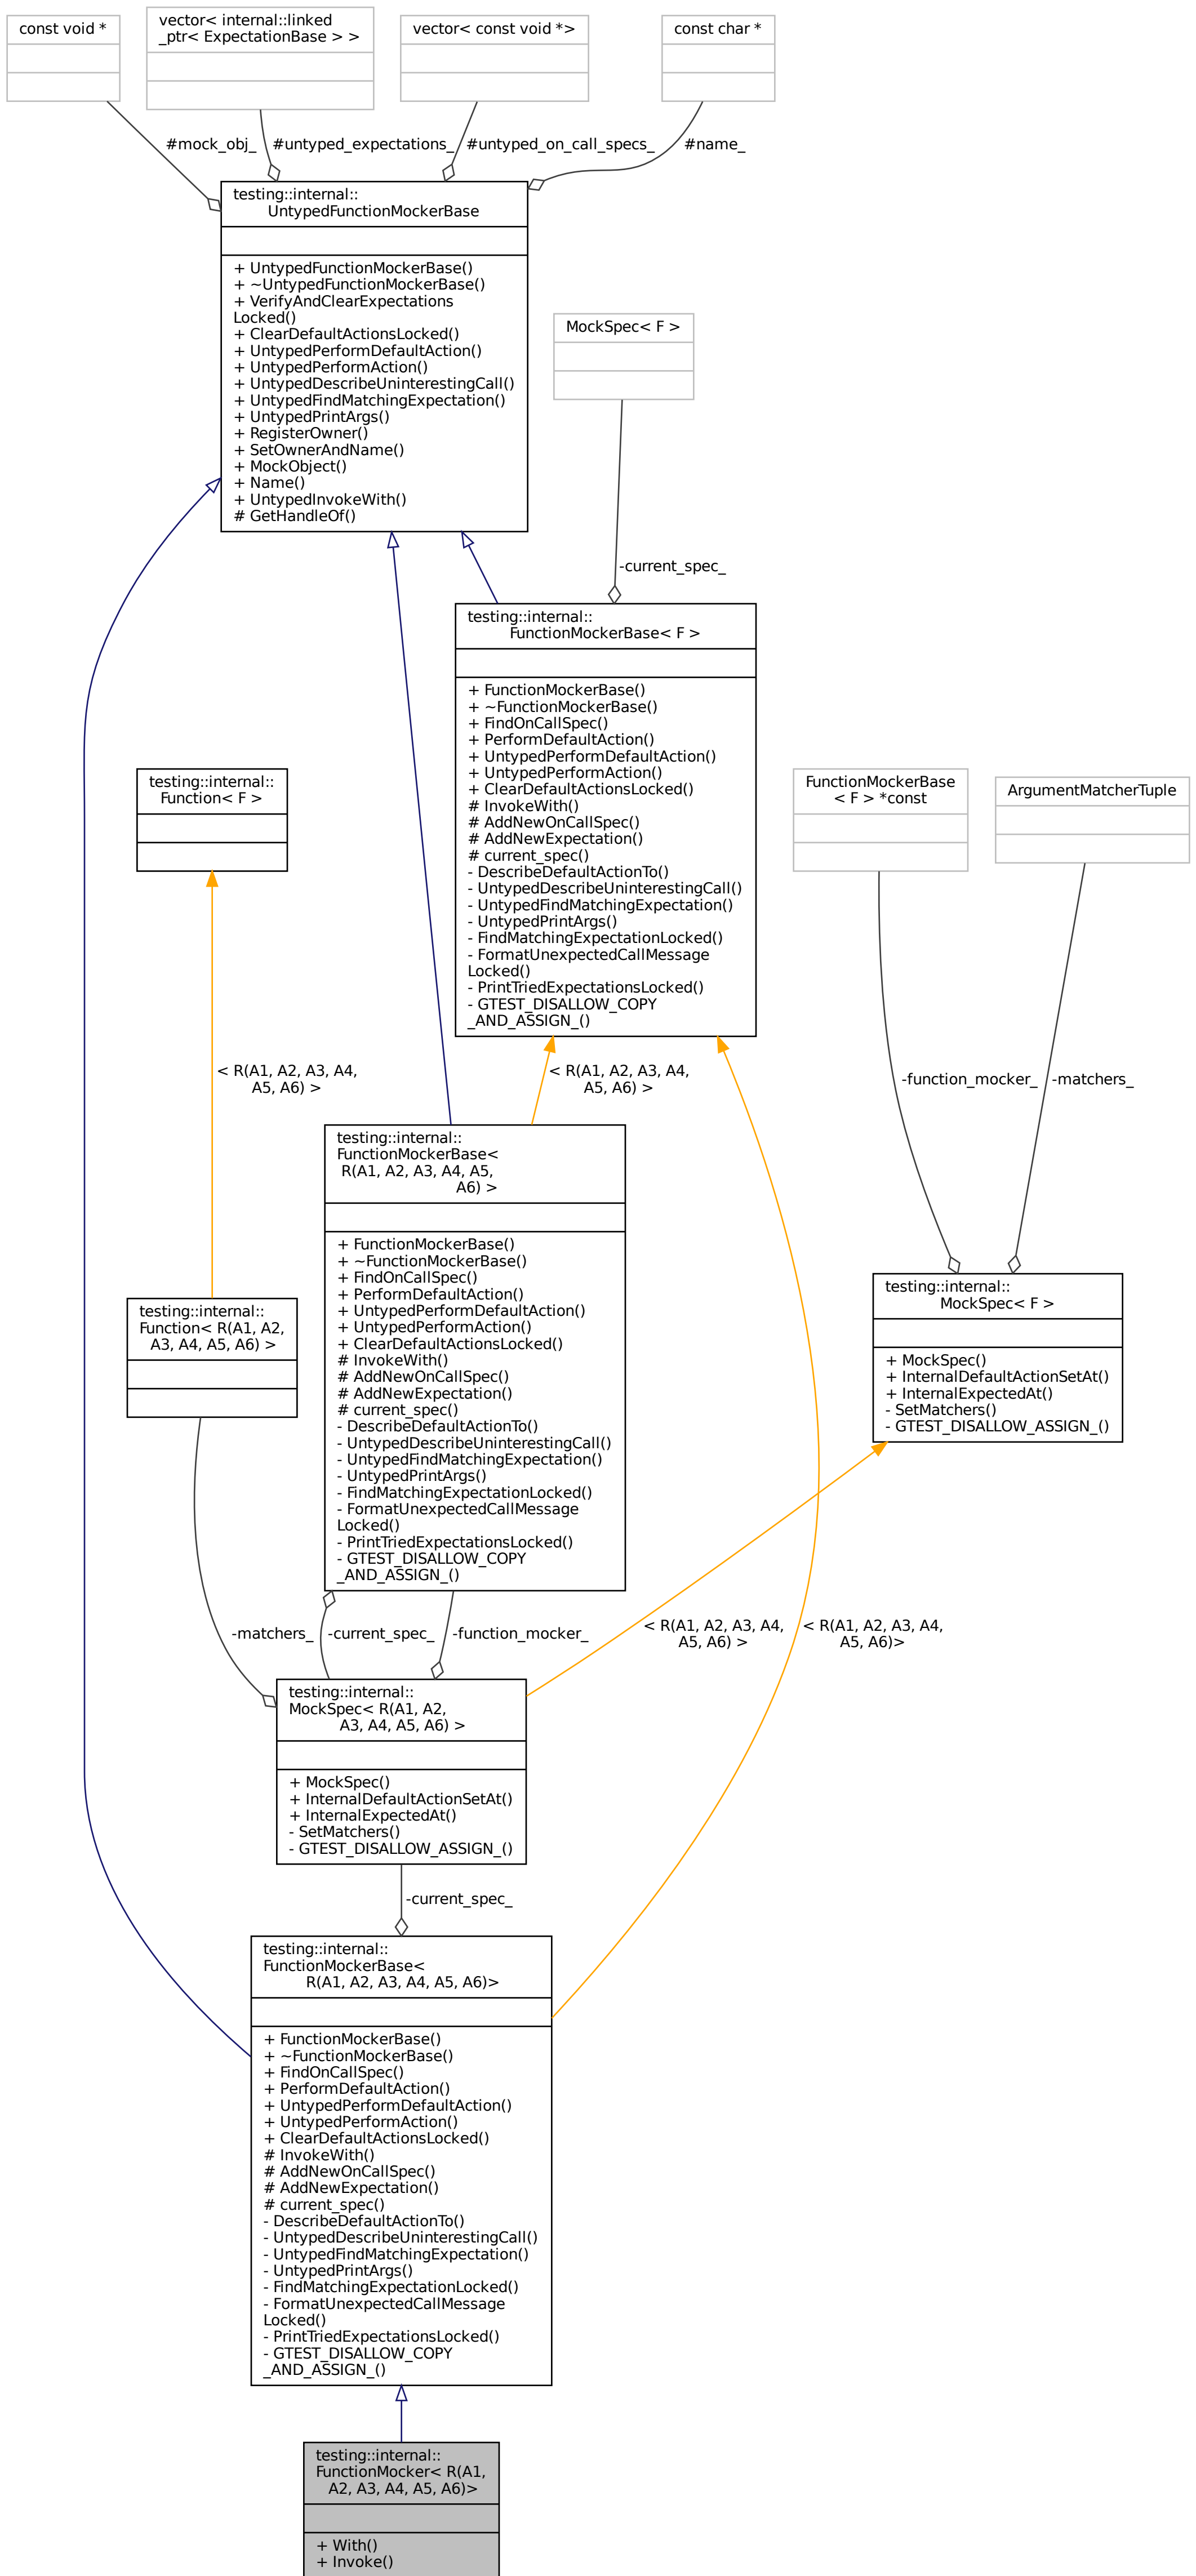 const void *
vector< internal::linked
_ptr< ExpectationBase > >
vector< const void *>
const char *
#mock_obj_
#untyped_expectations_
#untyped_on_call_specs_
#name_
testing::internal::
UntypedFunctionMockerBase
+ UntypedFunctionMockerBase()
+ ~UntypedFunctionMockerBase()
+ VerifyAndClearExpectations
Locked()
+ ClearDefaultActionsLocked()
+ UntypedPerformDefaultAction()
+ UntypedPerformAction()
+ UntypedDescribeUninterestingCall()
+ UntypedFindMatchingExpectation()
+ UntypedPrintArgs()
+ RegisterOwner()
+ SetOwnerAndName()
+ MockObject()
+ Name()
+ UntypedInvokeWith()
# GetHandleOf()
MockSpec< F >
-current_spec_
testing::internal::
FunctionMockerBase< F >
+ FunctionMockerBase()
+ ~FunctionMockerBase()
+ FindOnCallSpec()
+ PerformDefaultAction()
+ UntypedPerformDefaultAction()
+ UntypedPerformAction()
+ ClearDefaultActionsLocked()
# InvokeWith()
# AddNewOnCallSpec()
# AddNewExpectation()
# current_spec()
- DescribeDefaultActionTo()
- UntypedDescribeUninterestingCall()
- UntypedFindMatchingExpectation()
- UntypedPrintArgs()
- FindMatchingExpectationLocked()
- FormatUnexpectedCallMessage
Locked()
- PrintTriedExpectationsLocked()
- GTEST_DISALLOW_COPY
_AND_ASSIGN_()
testing::internal::
Function< F >
FunctionMockerBase
< F > *const
ArgumentMatcherTuple
< R(A1, A2, A3, A4,
A5, A6) >
< R(A1, A2, A3, A4,
A5, A6) >
-function_mocker_
-matchers_
testing::internal::
FunctionMockerBase<
R(A1, A2, A3, A4, A5,
A6) >
+ FunctionMockerBase()
+ ~FunctionMockerBase()
+ FindOnCallSpec()
+ PerformDefaultAction()
+ UntypedPerformDefaultAction()
+ UntypedPerformAction()
+ ClearDefaultActionsLocked()
# InvokeWith()
# AddNewOnCallSpec()
# AddNewExpectation()
# current_spec()
- DescribeDefaultActionTo()
- UntypedDescribeUninterestingCall()
- UntypedFindMatchingExpectation()
- UntypedPrintArgs()
- FindMatchingExpectationLocked()
- FormatUnexpectedCallMessage
Locked()
- PrintTriedExpectationsLocked()
- GTEST_DISALLOW_COPY
_AND_ASSIGN_()
testing::internal::
Function< R(A1, A2,
A3, A4, A5, A6) >
testing::internal::
MockSpec< F >
+ MockSpec()
+ InternalDefaultActionSetAt()
+ InternalExpectedAt()
- SetMatchers()
- GTEST_DISALLOW_ASSIGN_()
-matchers_
-current_spec_
-function_mocker_
< R(A1, A2, A3, A4,
A5, A6) >
< R(A1, A2, A3, A4,
A5, A6)>
testing::internal::
MockSpec< R(A1, A2,
A3, A4, A5, A6) >
+ MockSpec()
+ InternalDefaultActionSetAt()
+ InternalExpectedAt()
- SetMatchers()
- GTEST_DISALLOW_ASSIGN_()
-current_spec_
testing::internal::
FunctionMockerBase<
R(A1, A2, A3, A4, A5, A6)>
+ FunctionMockerBase()
+ ~FunctionMockerBase()
+ FindOnCallSpec()
+ PerformDefaultAction()
+ UntypedPerformDefaultAction()
+ UntypedPerformAction()
+ ClearDefaultActionsLocked()
# InvokeWith()
# AddNewOnCallSpec()
# AddNewExpectation()
# current_spec()
- DescribeDefaultActionTo()
- UntypedDescribeUninterestingCall()
- UntypedFindMatchingExpectation()
- UntypedPrintArgs()
- FindMatchingExpectationLocked()
- FormatUnexpectedCallMessage
Locked()
- PrintTriedExpectationsLocked()
- GTEST_DISALLOW_COPY
_AND_ASSIGN_()
testing::internal::
FunctionMocker< R(A1,
A2, A3, A4, A5, A6)>
+ With()
+ Invoke()